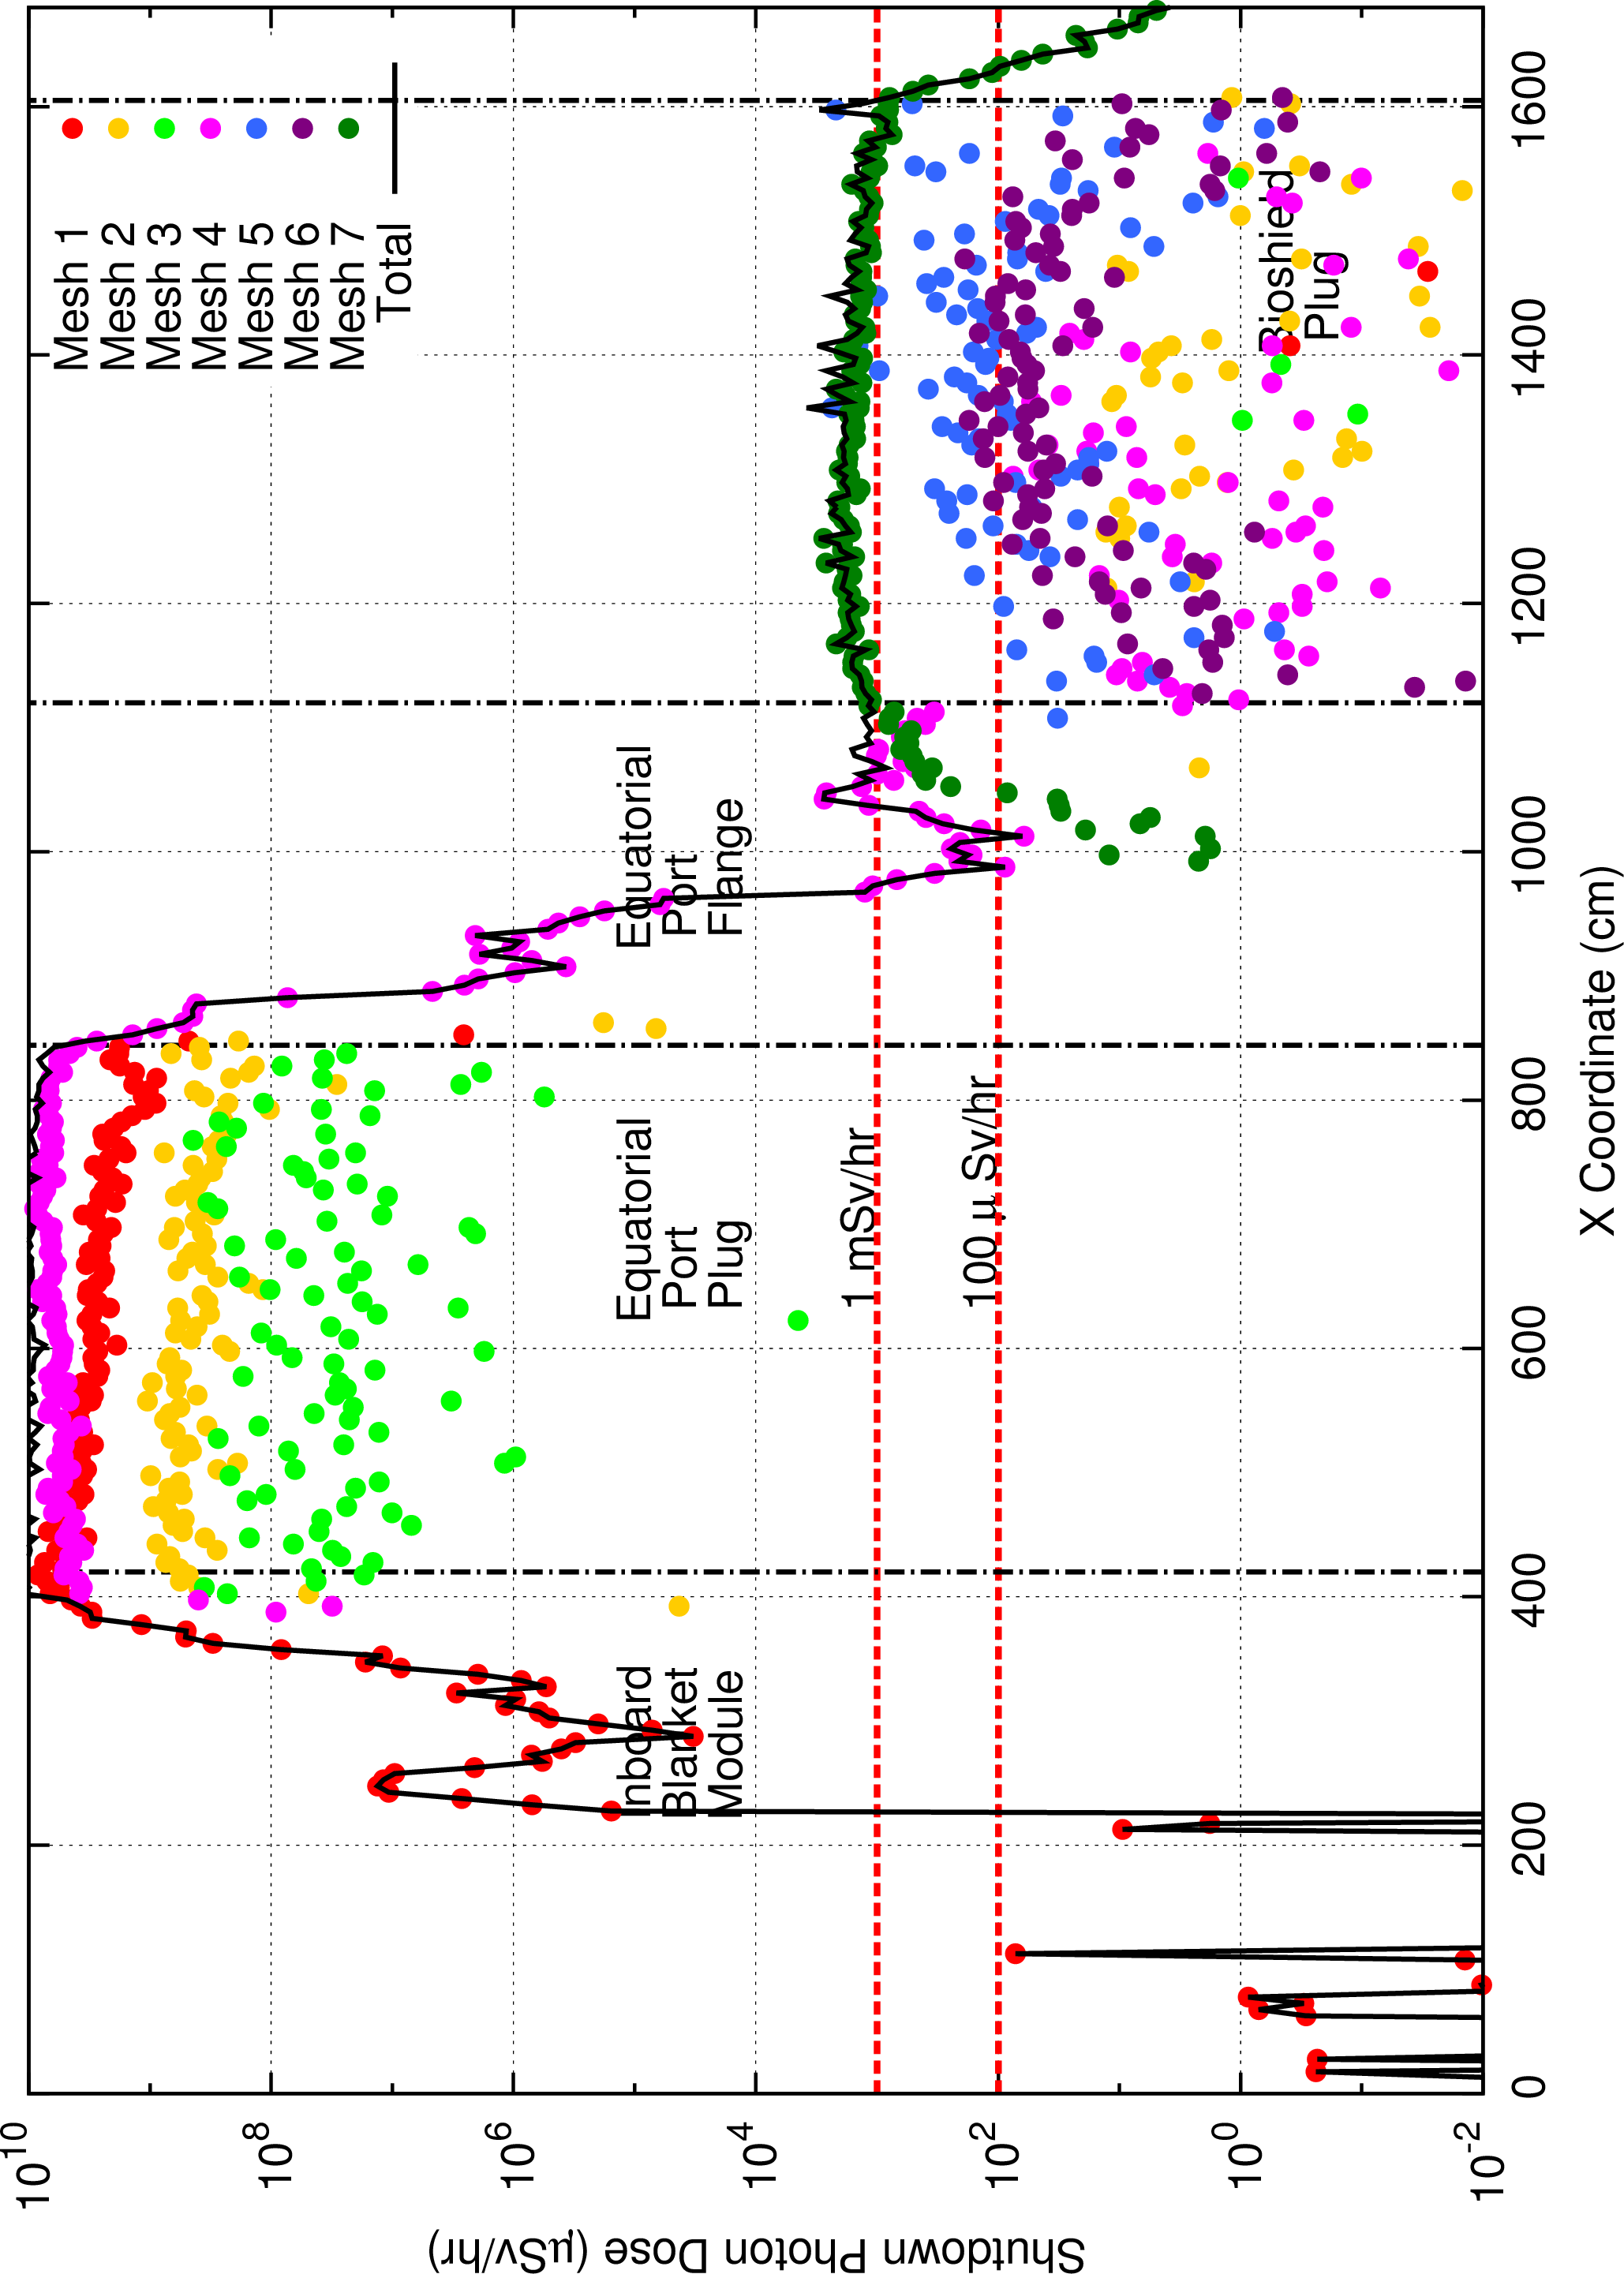 Mesh 1
Mesh 2
Mesh 3
Mesh 4
Mesh 5
Mesh 6
Mesh 7
Total
Inboard
Blanket
Module
Equatorial
Port
Plug
Equatorial
Port
Flange
Bioshield
Plug
1 mSv/hr
100 μ Sv/hr
10^10
10^8
10^6
10^4
10^2
10^0
10^-2
0 200 400 600 800 1000 1200 1400 1600
X Coordinate (cm)
Shutdown Photon Dose (μSv/hr)